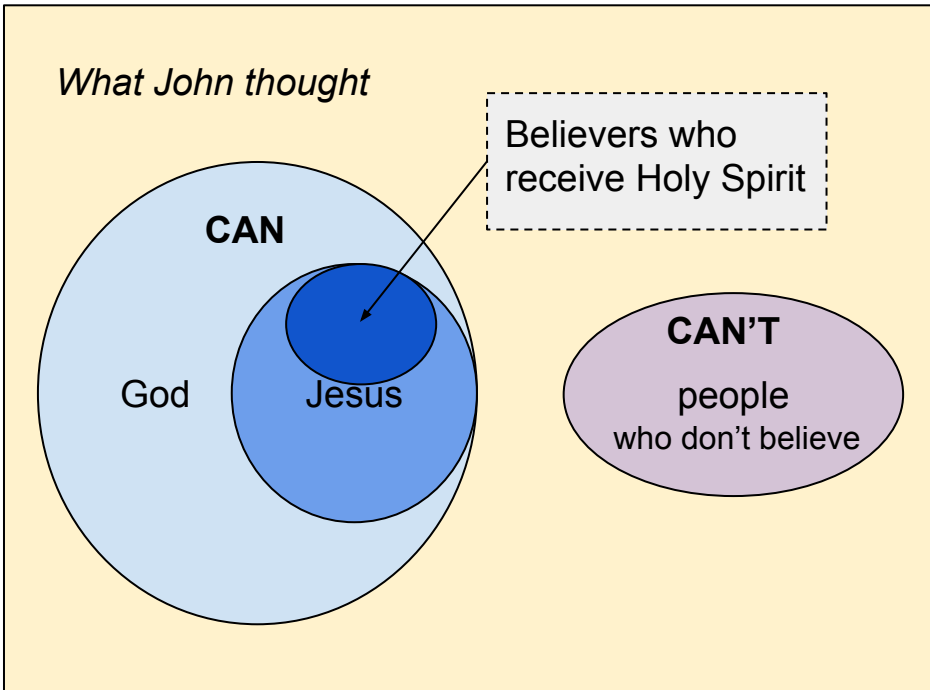 What John thought
Believers who
receive Holy Spirit
CAN
God
Jesus
CAN'T
people
who don't believe